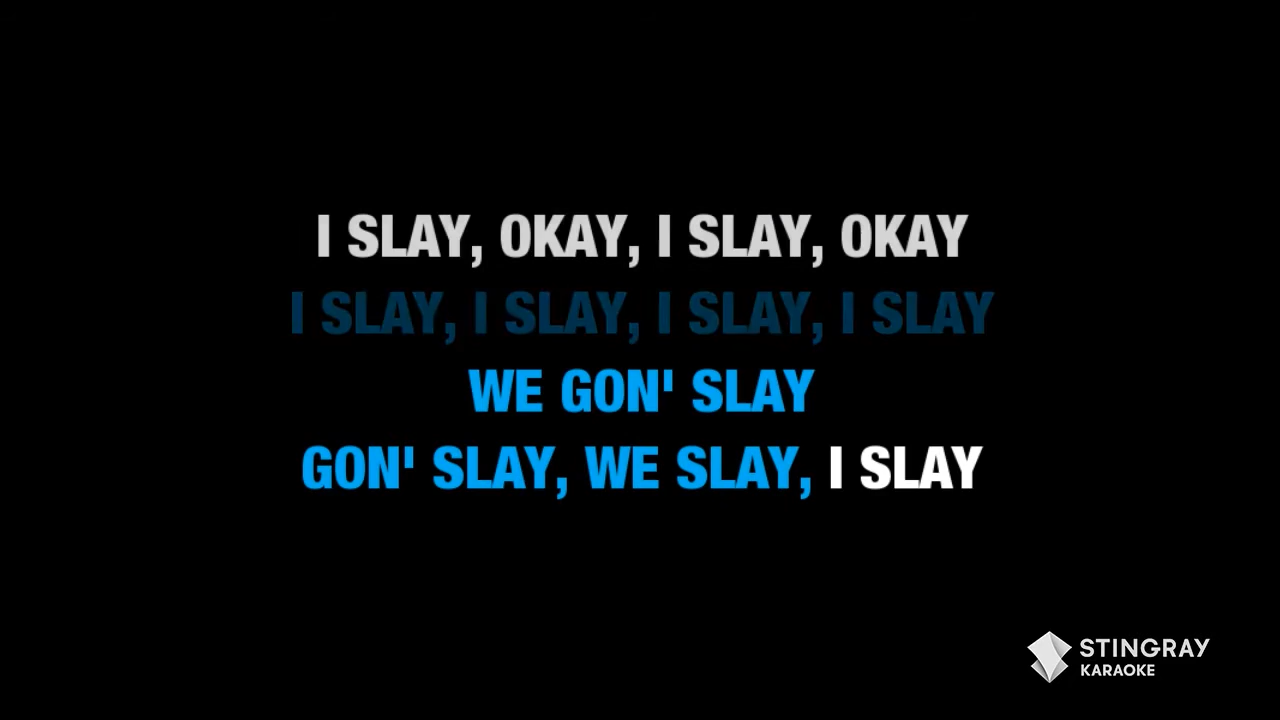 I SLAY, OKAY, I SLAY, OKAY
I SLAY, I SLAY, I SLAY, I SLAY
WE GON' SLAY
GON' SLAY, WE SLAY, I SLAY
STINGRAY
KARAOKE